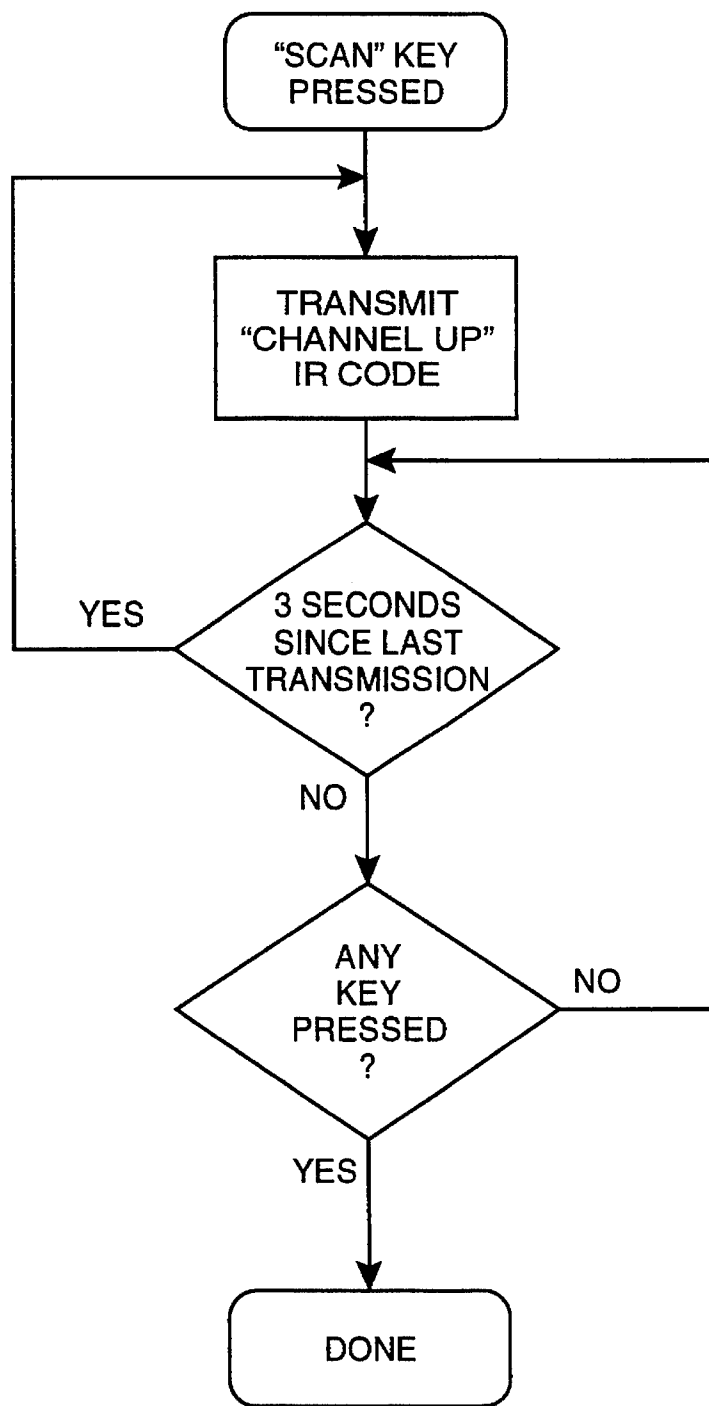 “SCAN” KEY
PRESSED
TRANSMIT
“CHANNEL UP”
IR CODE
YES
3 SECONDS
SINCE LAST
TRANSMISSION
?
NO
ANY
KEY
PRESSED
?
NO
YES
DONE